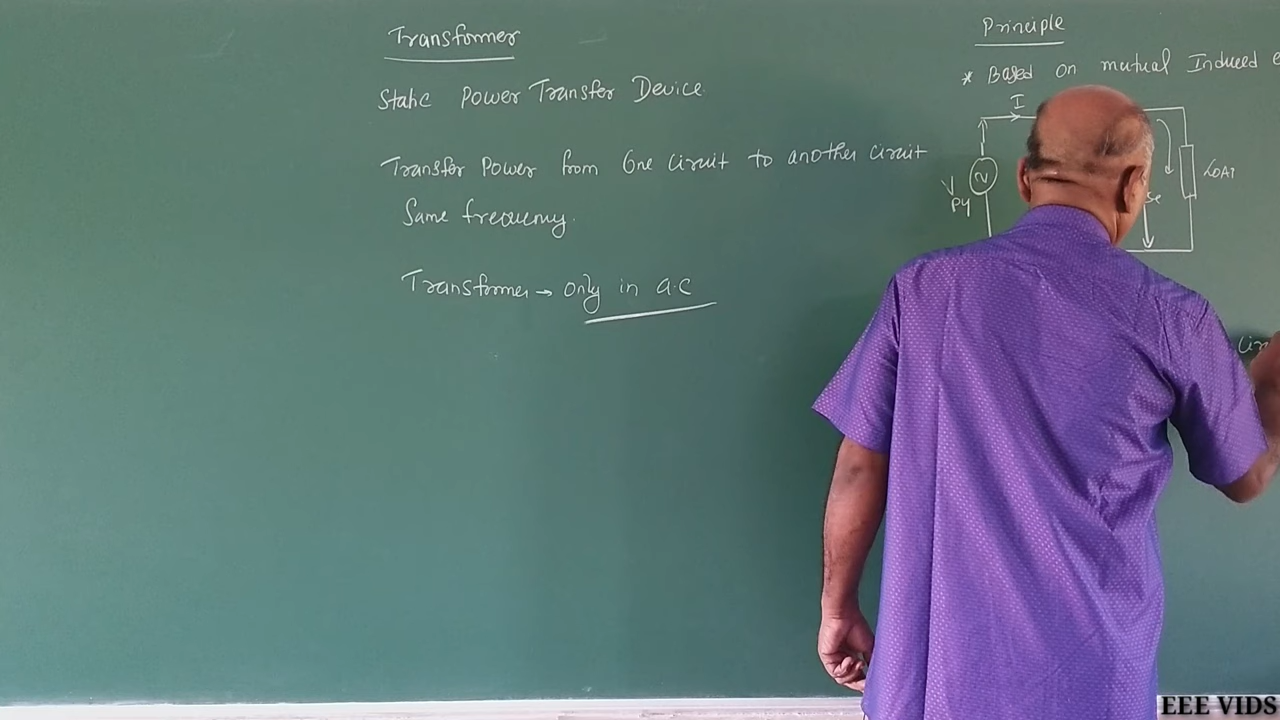 Transformer
Static Power Transfer Device
Transfer Power from One Circuit to another Circuit
Same frequency.
Transformer → Only in a.c
Principle
* Based on mutual Induced e
I
V
Py
Se
LOAD
EEE VIDS